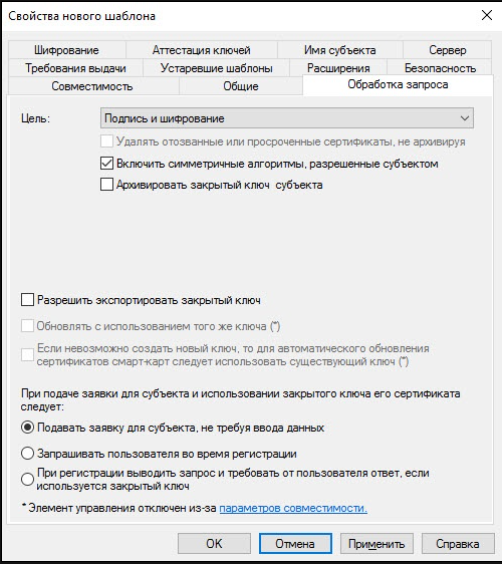 Свойства нового шаблона
Шифрование Аттестация ключей Имя субъекта Сервер
Требования выдачи Устаревшие шаблоны Расширения Безопасность
Совместимость Общие Обработка запроса
Цель: Подпись и шифрование
Удалять отозванные или просроченные сертификаты, не архивируя
Включить симметричные алгоритмы, разрешенные субъектом
Архивировать закрытый ключ субъекта
Разрешить экспортировать закрытый ключ
Обновлять с использованием того же ключа (*)
Если невозможно создать новый ключ, то для автоматического обновления
сертификатов смарт-карт следует использовать существующий ключ (*)
При подаче заявки для субъекта и использовании закрытого ключа его сертификата
следует:
Подавать заявку для субъекта, не требуя ввода данных
Запрашивать пользователя во время регистрации
При регистрации выводить запрос и требовать от пользователя ответ, если
используется закрытый ключ
* Элемент управления отключен из-за параметров совместимости.
OK Отмена Применить Справка